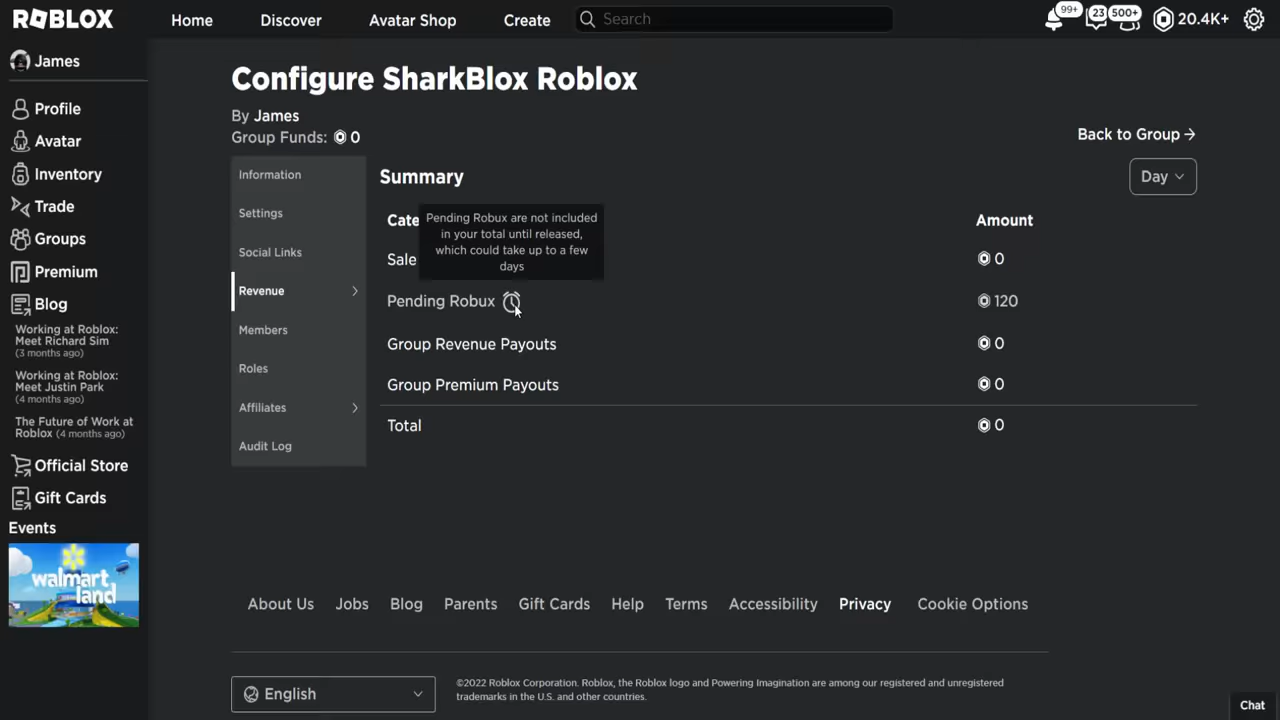 ROBLOX
Home
Discover
Avatar Shop
Create
Search
99+
23
500+
20.4K+
James
Profile
Avatar
Inventory
Trade
Groups
Premium
Blog
Working at Roblox:
Meet Richard Sim
(3 months ago)
Working at Roblox:
Meet Justin Park
(4 months ago)
The Future of Work at
Roblox (4 months ago)
Official Store
Gift Cards
Events
walmart
land
Configure SharkBlox Roblox
By James
Group Funds: 0
Back to Group →
Information
Settings
Social Links
Revenue
Members
Roles
Affiliates
Audit Log
Summary
Day
Cate
Amount
Pending Robux are not included
in your total until released,
which could take up to a few
days
Sale
0
Pending Robux
120
Group Revenue Payouts
0
Group Premium Payouts
0
Total
0
About Us
Jobs
Blog
Parents
Gift Cards
Help
Terms
Accessibility
Privacy
Cookie Options
English
©2022 Roblox Corporation. Roblox, the Roblox logo and Powering Imagination are among our registered and unregistered
trademarks in the U.S. and other countries.
Chat